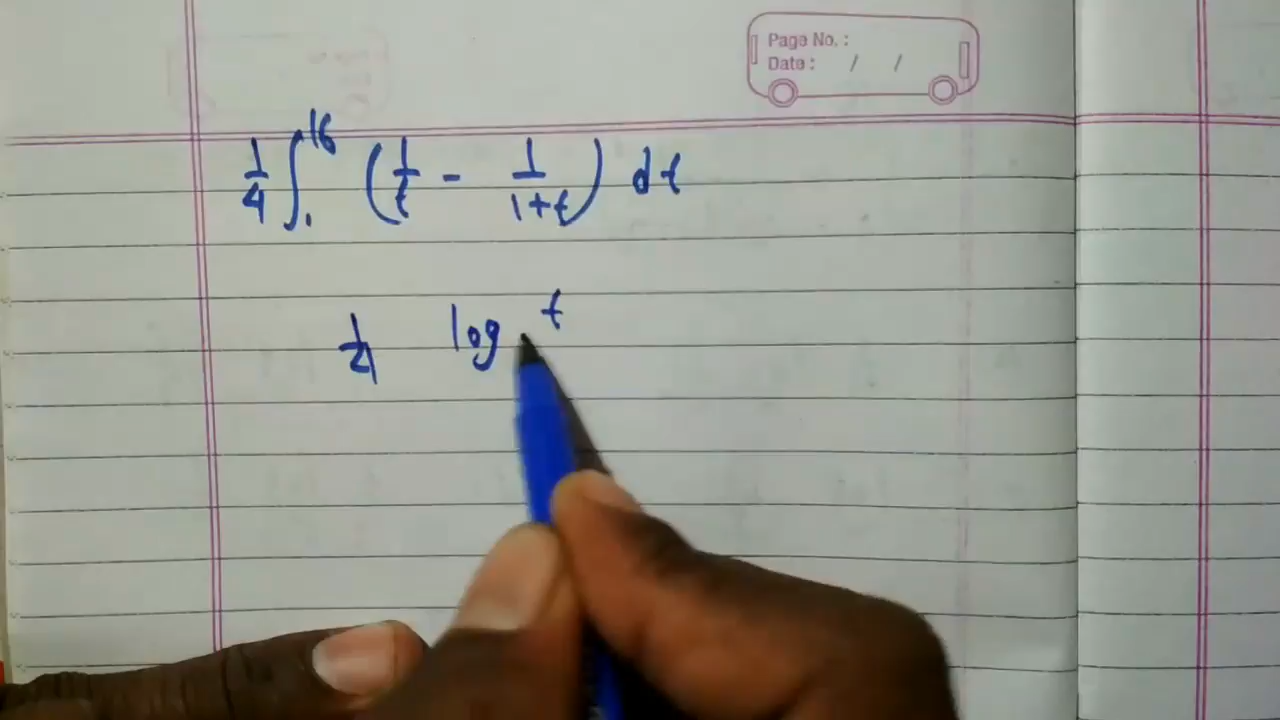 Page No. :
Date : / /
1/4 ∫₁¹⁶ (1/t - 1/1+t) dt
1/4 log t